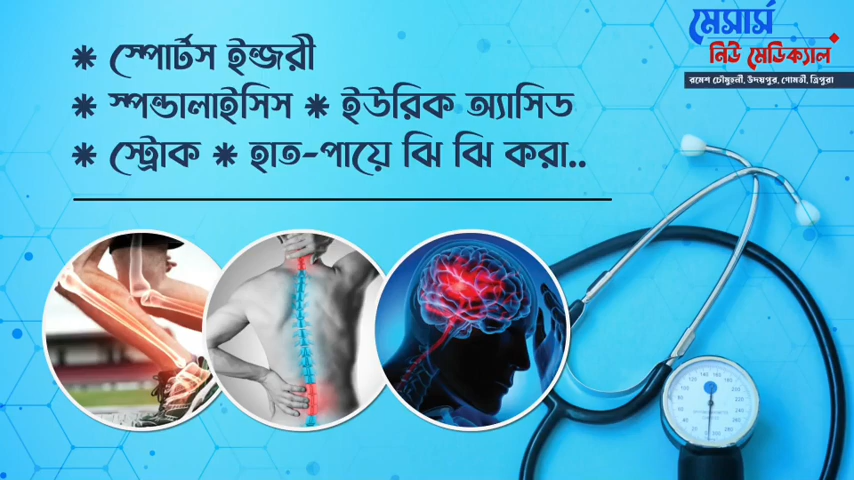 * স্পোর্টস ইন্জরী
* স্পন্ডালাইসিস * ইউরিক অ্যাসিড
* স্ট্রোক * হাত-পায়ে ঝি ঝি করা..
মেসার্স
নিউ মেডিক্যাল
রমেশ চৌমুহনী, উদয়পুর, গোমতী, ত্রিপুরা